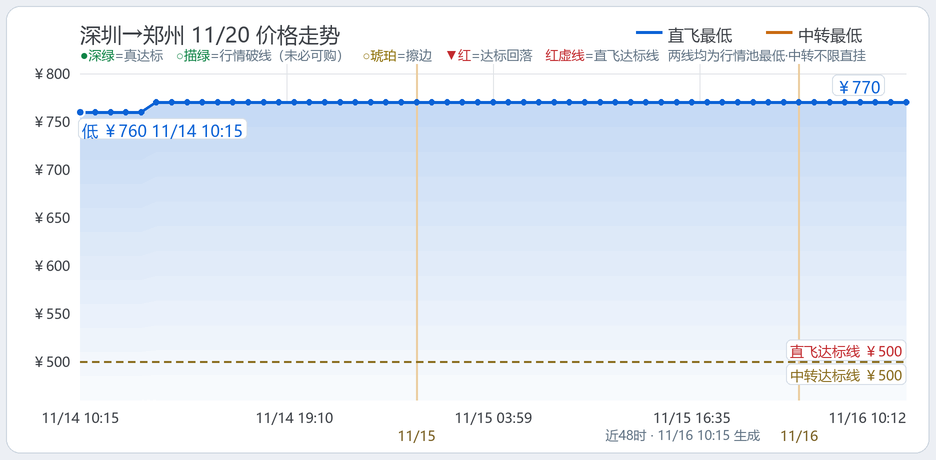 深圳→郑州 11/20 价格走势
直飞最低 中转最低
●深绿=真达标 ○描绿=行情破线（未必可购） ○琥珀=擦边 ▼红=达标回落 红虚线=直飞达标线 两线均为行情池最低·中转不限直挂
￥800
￥770
￥750
低 ￥760 11/14 10:15
￥700
￥650
￥600
￥550
直飞达标线 ￥500
￥500
中转达标线 ￥500
11/14 10:15 11/14 19:10 11/15 03:59 11/15 16:35 11/16 10:12
11/15 近48时 · 11/16 10:15 生成 11/16